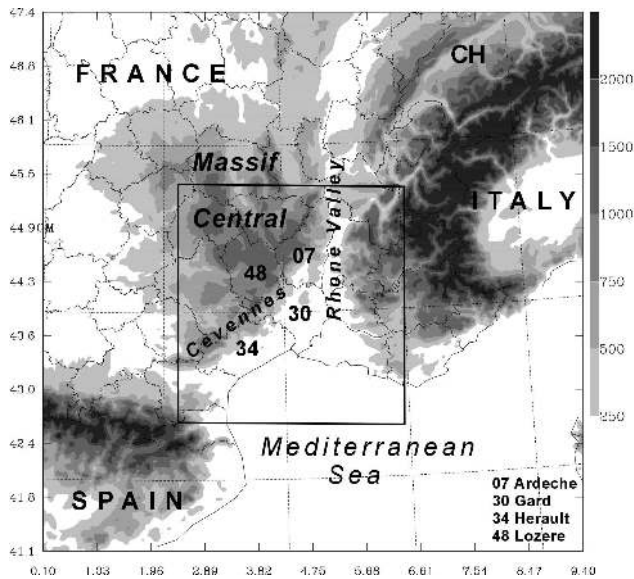 47.4
46.8
46.1
45.5
44.9
44.3
43.6
43.0
42.4
41.8
41.1
FRANCE
CH
Massif
Central
ITALY
Rhone Valley
07
48
30
Cevennes
34
Mediterranean
Sea
SPAIN
07 Ardeche
30 Gard
34 Herault
48 Lozere
2000
1100
750
500
250
0.10 1.03 1.96 2.89 3.82 4.75 5.68 6.61 7.54 8.47 9.40